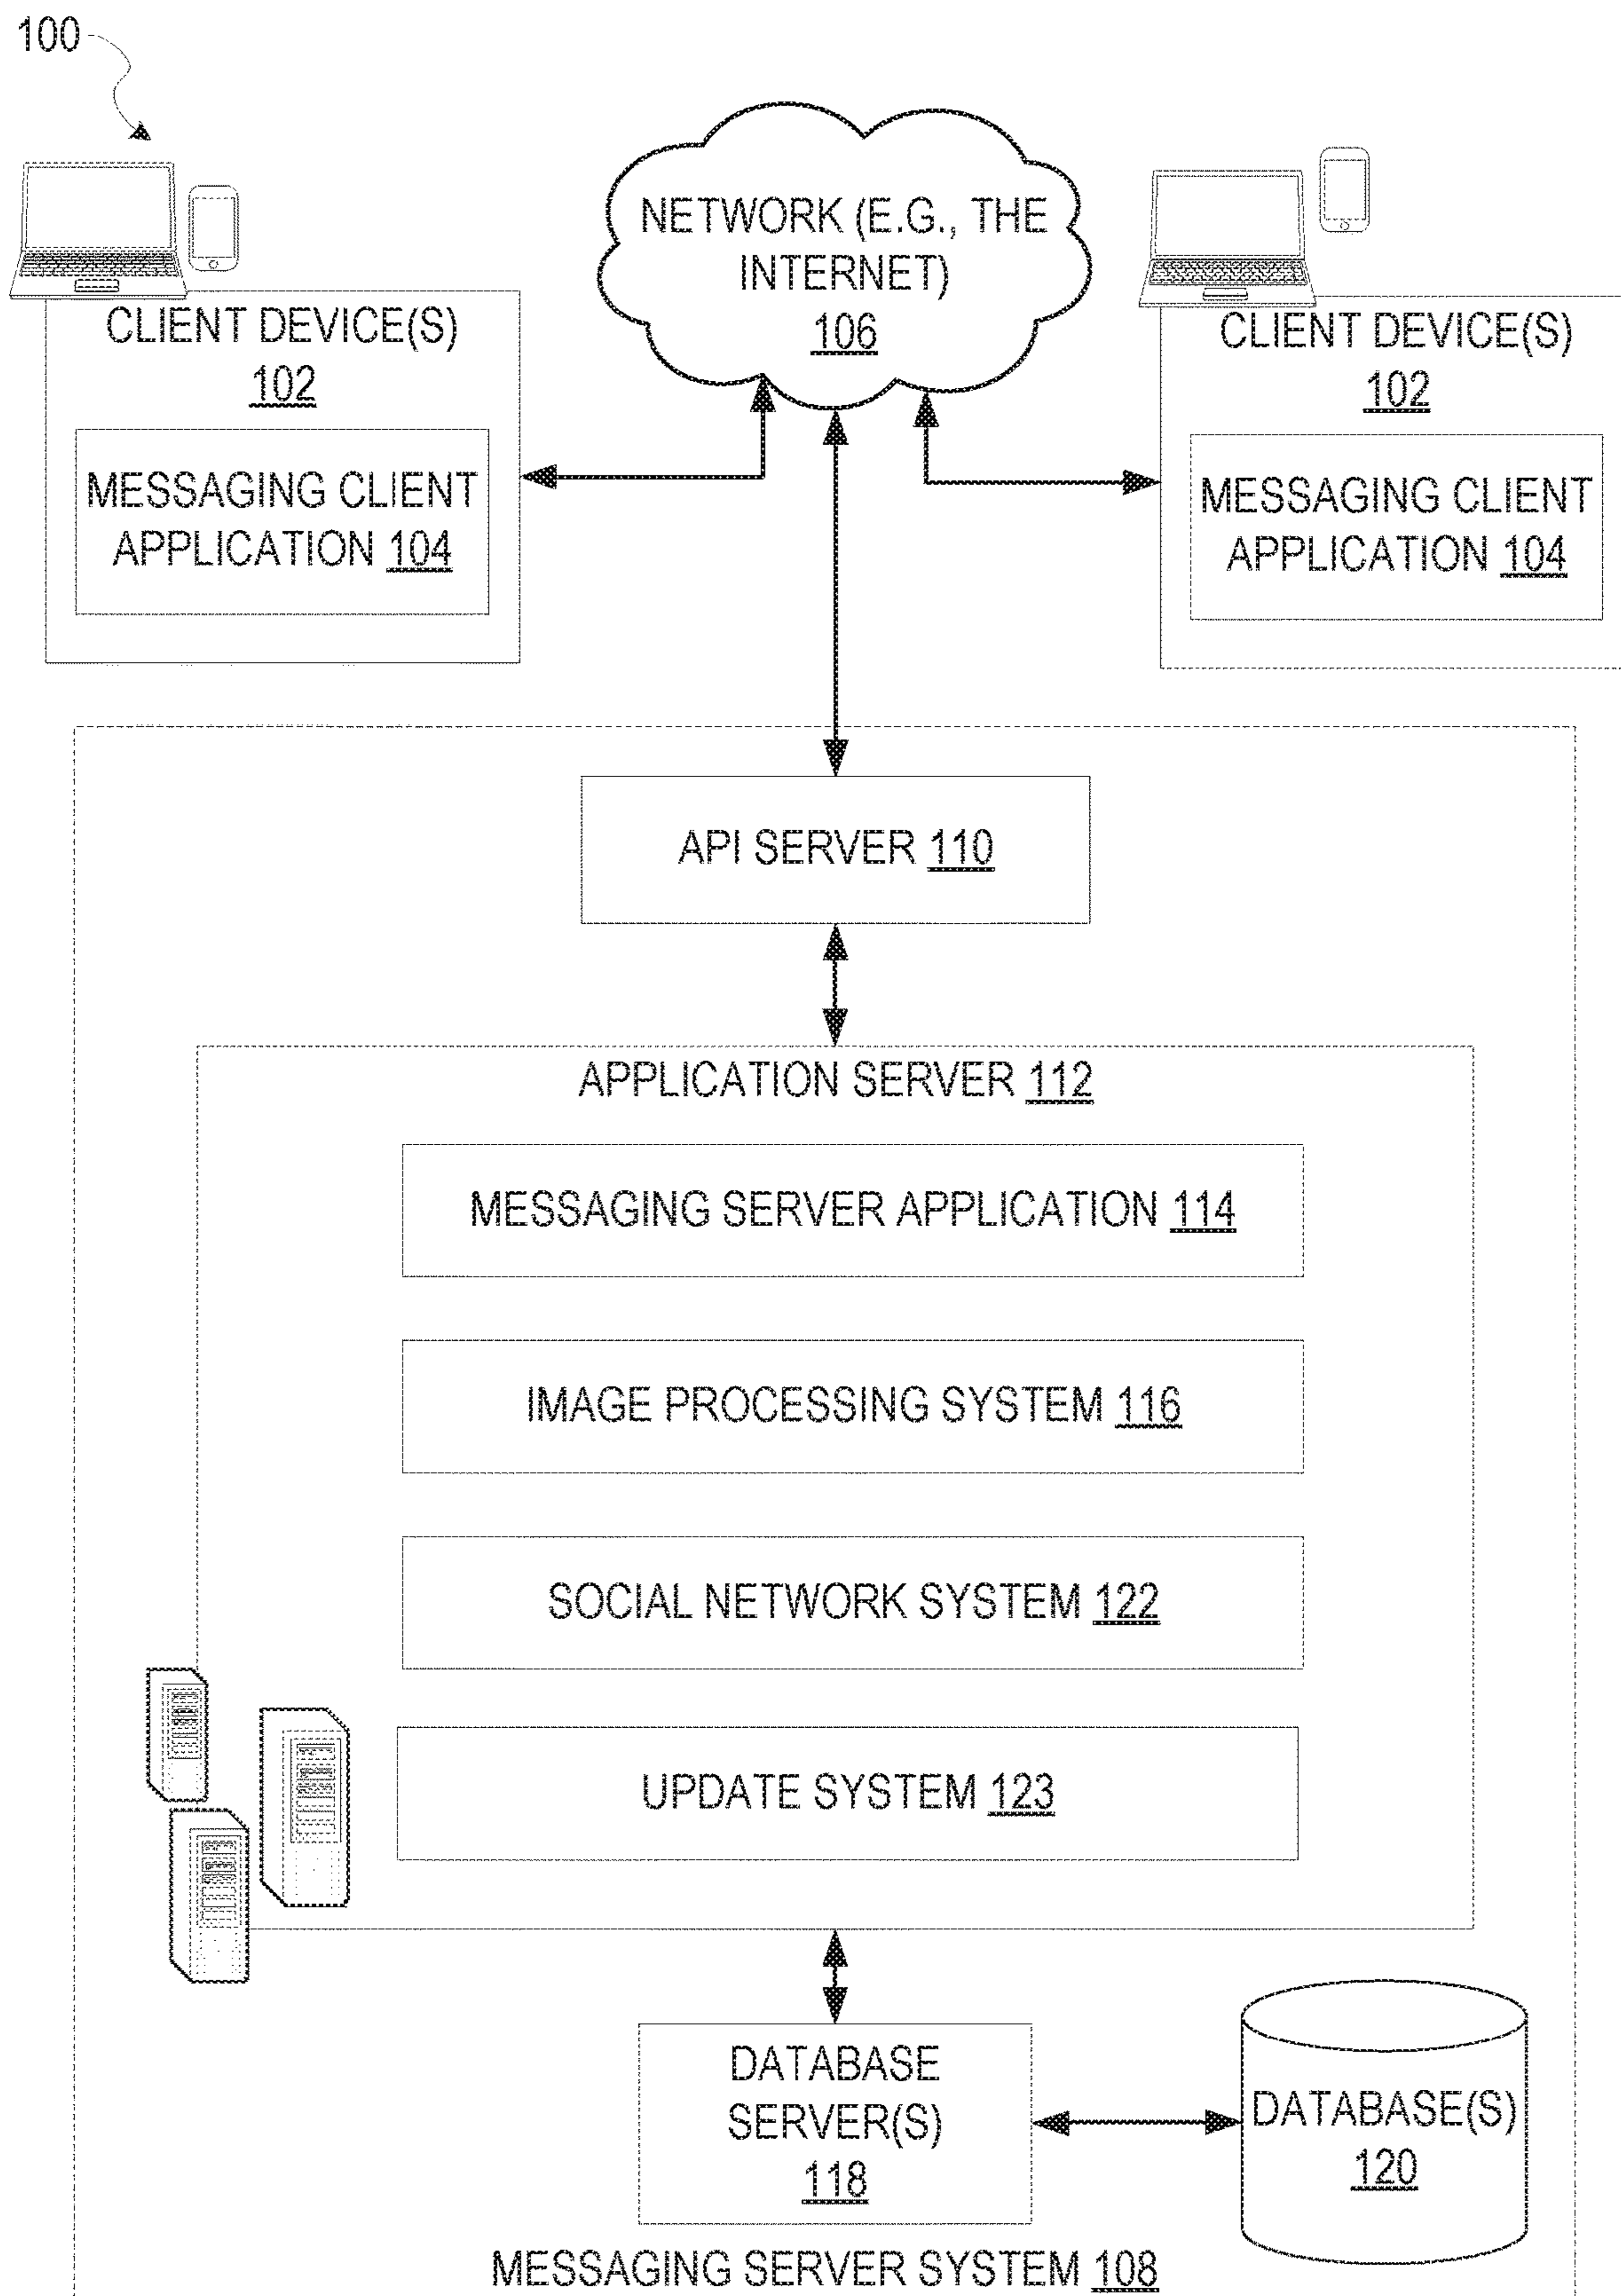 100
NETWORK (E.G., THE
INTERNET)
106
CLIENT DEVICE(S)
102
MESSAGING CLIENT
APPLICATION 104
CLIENT DEVICE(S)
102
MESSAGING CLIENT
APPLICATION 104
API SERVER 110
APPLICATION SERVER 112
MESSAGING SERVER APPLICATION 114
IMAGE PROCESSING SYSTEM 116
SOCIAL NETWORK SYSTEM 122
UPDATE SYSTEM 123
DATABASE
SERVER(S)
118
DATABASE(S)
120
MESSAGING SERVER SYSTEM 108